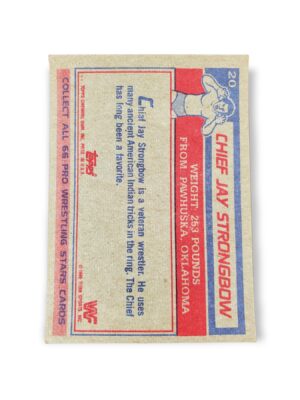 20
CHIEF JAY STRONGBOW
WEIGHT: 253 POUNDS
FROM: PAWHUSKA, OKLAHOMA
Chief Jay Strongbow is a veteran wrestler. He uses
many ancient American Indian tricks in the ring. The Chief
has long been a favorite.
Topps
COLLECT ALL 66 PRO WRESTLING STARS CARDS